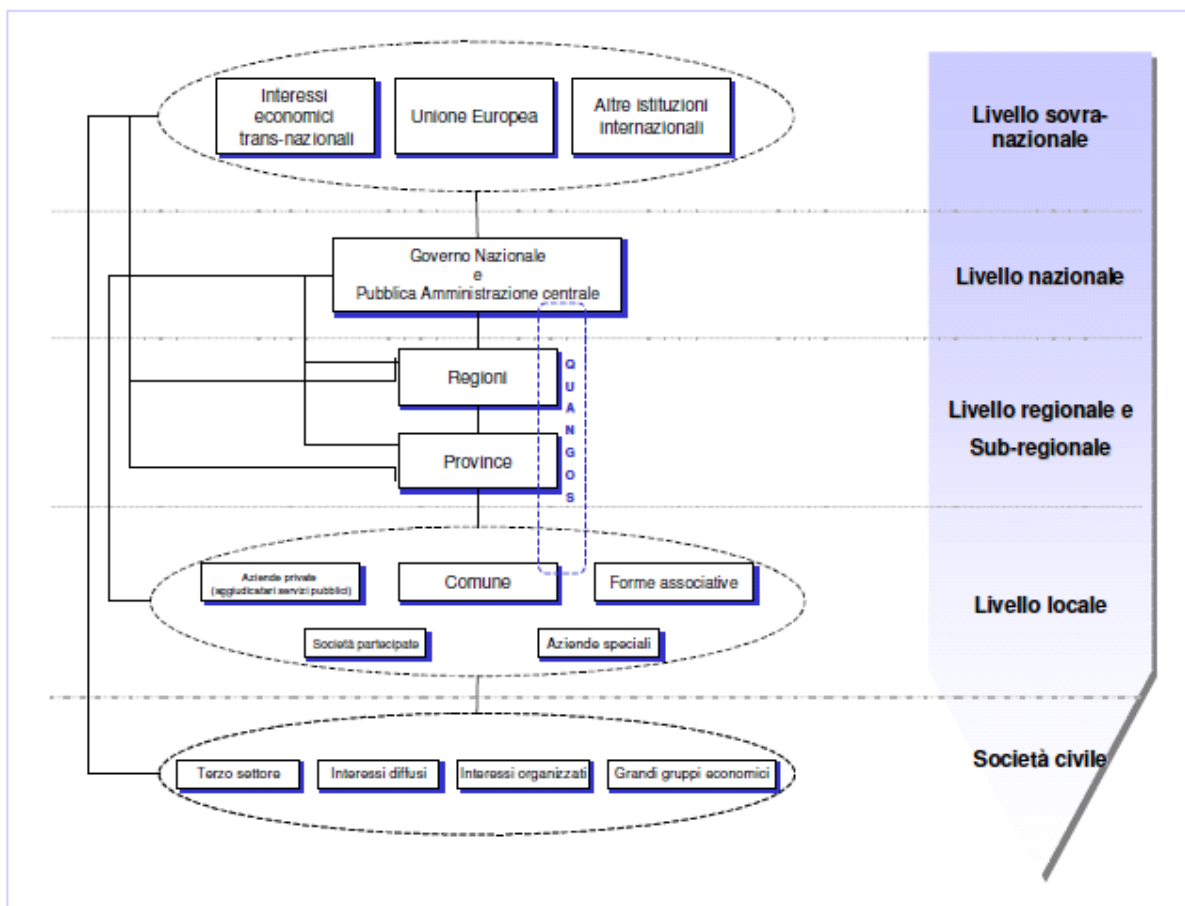 Interessi
economici
trans-nazionali
Unione Europea
Altre istituzioni
internazionali
Livello sovra-
nazionale
Governo Nazionale
e
Pubblica Amministrazione centrale
Livello nazionale
Regioni
QUANGOS
Livello regionale e
Sub-regionale
Province
Aziende private
(aggiudicatari servizi pubblici)
Comune
Forme associative
Livello locale
Società partecipate
Aziende speciali
Società civile
Terzo settore
Interessi diffusi
Interessi organizzati
Grandi gruppi economici